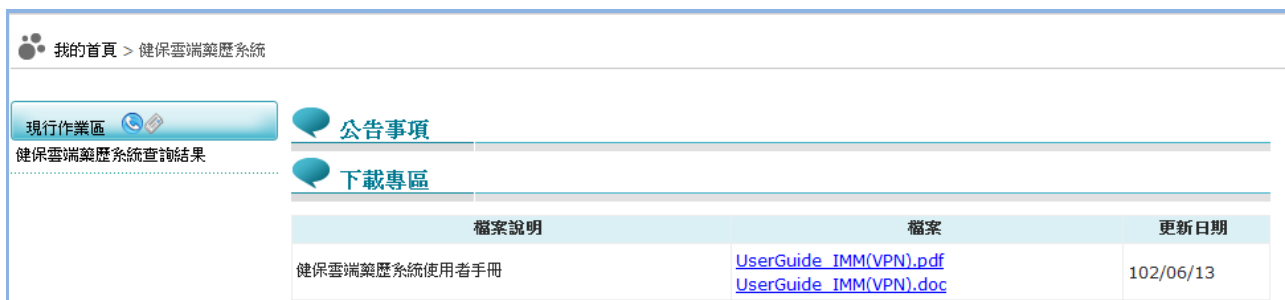 我的首頁 > 健保雲端藥歷系統
現行作業區
健保雲端藥歷系統查詢結果
公告事項
下載專區
檔案說明 檔案 更新日期
健保雲端藥歷系統使用者手冊 UserGuide_IMM(VPN).pdf 102/06/13
UserGuide_IMM(VPN).doc